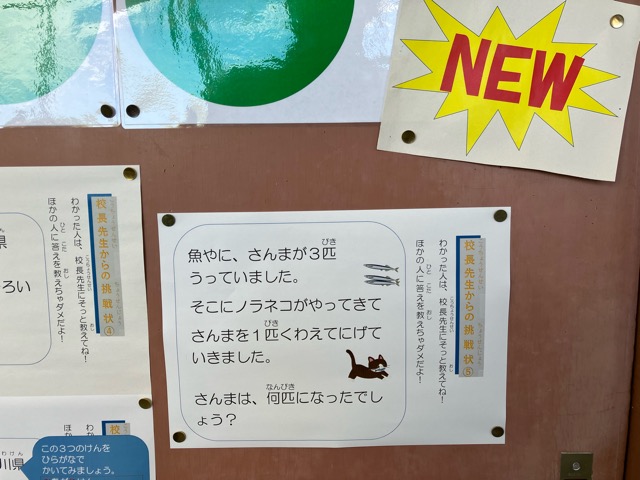 NEW
校長先生からの挑戦状⑤
わかった人は、校長先生にそっと教えてね！
ほかの人に答えを教えちゃダメだよ！
魚やに、さんまが３匹
うっていました。
そこにノラネコがやってきて
さんまを１匹くわえてにげて
いきました。
さんまは、何匹になったでし
ょう？
校長先生からの挑戦状④
わかった人は、校長先生にそっと教えてね！
ほかの人に答えを教えちゃダメだよ！
県
ろい
校
わか
ほか
この３つのけんを
ひらがなで
かいてみましょう。
川県